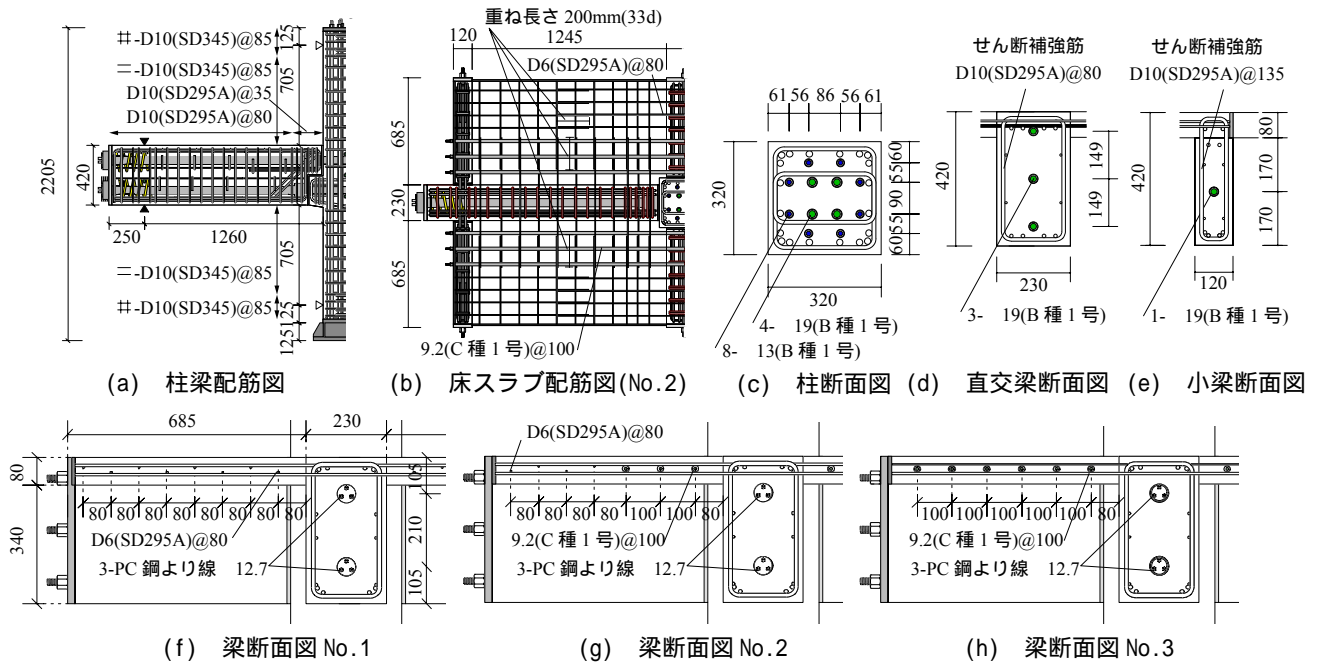 ⌗-D10(SD345)@85
=-D10(SD345)@85
D10(SD295A)@35
D10(SD295A)@80
125
705
2205
420
250
1260
705
=-D10(SD345)@85
⌗-D10(SD345)@85
125
125
(a) 柱梁配筋図
重ね長さ 200mm(33d)
120
1245
D6(SD295A)@80
685
230
685
9.2(C 種 1 号)@100
(b) 床スラブ配筋図(No.2)
61 56 86 56 61
320
60
55
90
55
60
320
4- 19(B 種 1 号)
8- 13(B 種 1 号)
(c) 柱断面図
せん断補強筋
D10(SD295A)@80
420
149
149
230
3- 19(B 種 1 号)
(d) 直交梁断面図
せん断補強筋
D10(SD295A)@135
420
80
170
170
120
1- 19(B 種 1 号)
(e) 小梁断面図
685
230
80
340
80 80 80 80 80 80 80 80
D6(SD295A)@80
3-PC 鋼より線 12.7
105
210
105
(f) 梁断面図 No.1
D6(SD295A)@80
80 80 80 100 100 80
9.2(C 種 1 号)@100
3-PC 鋼より線 12.7
(g) 梁断面図 No.2
100 100 100 100 100 80
9.2(C 種 1 号)@100
3-PC 鋼より線 12.7
(h) 梁断面図 No.3